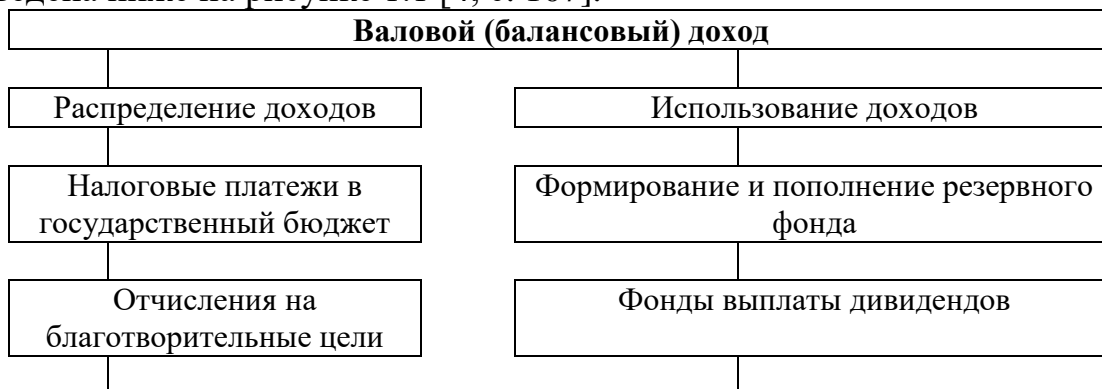 Валовой (балансовый) доход
Распределение доходов
Использование доходов
Налоговые платежи в
государственный бюджет
Формирование и пополнение резервного
фонда
Отчисления на
благотворительные цели
Фонды выплаты дивидендов